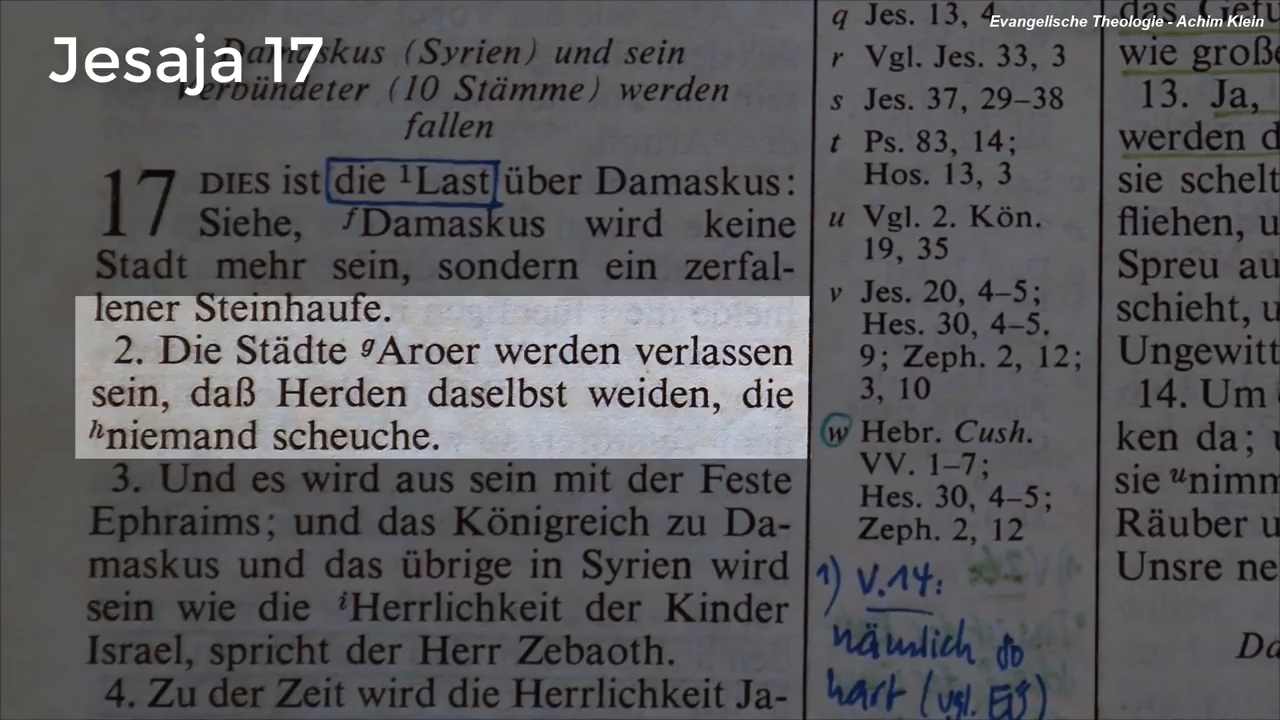 Jesaja 17
Evangelische Theologie - Achim Klein
Damaskus (Syrien) und sein
Verbündeter (10 Stämme) werden
fallen
17 DIES ist die ¹Last über Damaskus:
Siehe, ᶠDamaskus wird keine
Stadt mehr sein, sondern ein zerfal-
lener Steinhaufe.
2. Die Städte ᵍAroer werden verlassen
sein, daß Herden daselbst weiden, die
ʰniemand scheuche.
3. Und es wird aus sein mit der Feste
Ephraims; und das Königreich zu Da-
maskus und das übrige in Syrien wird
sein wie die ⁱHerrlichkeit der Kinder
Israel, spricht der Herr Zebaoth.
4. Zu der Zeit wird die Herrlichkeit Ja-
q Jes. 13, 4
r Vgl. Jes. 33, 3
s Jes. 37, 29–38
t Ps. 83, 14;
Hos. 13, 3
u Vgl. 2. Kön.
19, 35
v Jes. 20, 4–5;
Hes. 30, 4–5.
9; Zeph. 2, 12;
3, 10
w Hebr. Cush.
VV. 1–7;
Hes. 30, 4–5;
Zeph. 2, 12
1) V.14:
nämlich
hart (vgl. EÜ)
das
wie groß
13. Ja,
werden d
sie schelt
fliehen, u
Spreu au
schieht, u
Ungewitt
14. Um
ken da;
sie ᵘnimm
Räuber u
Unsre ne
Da